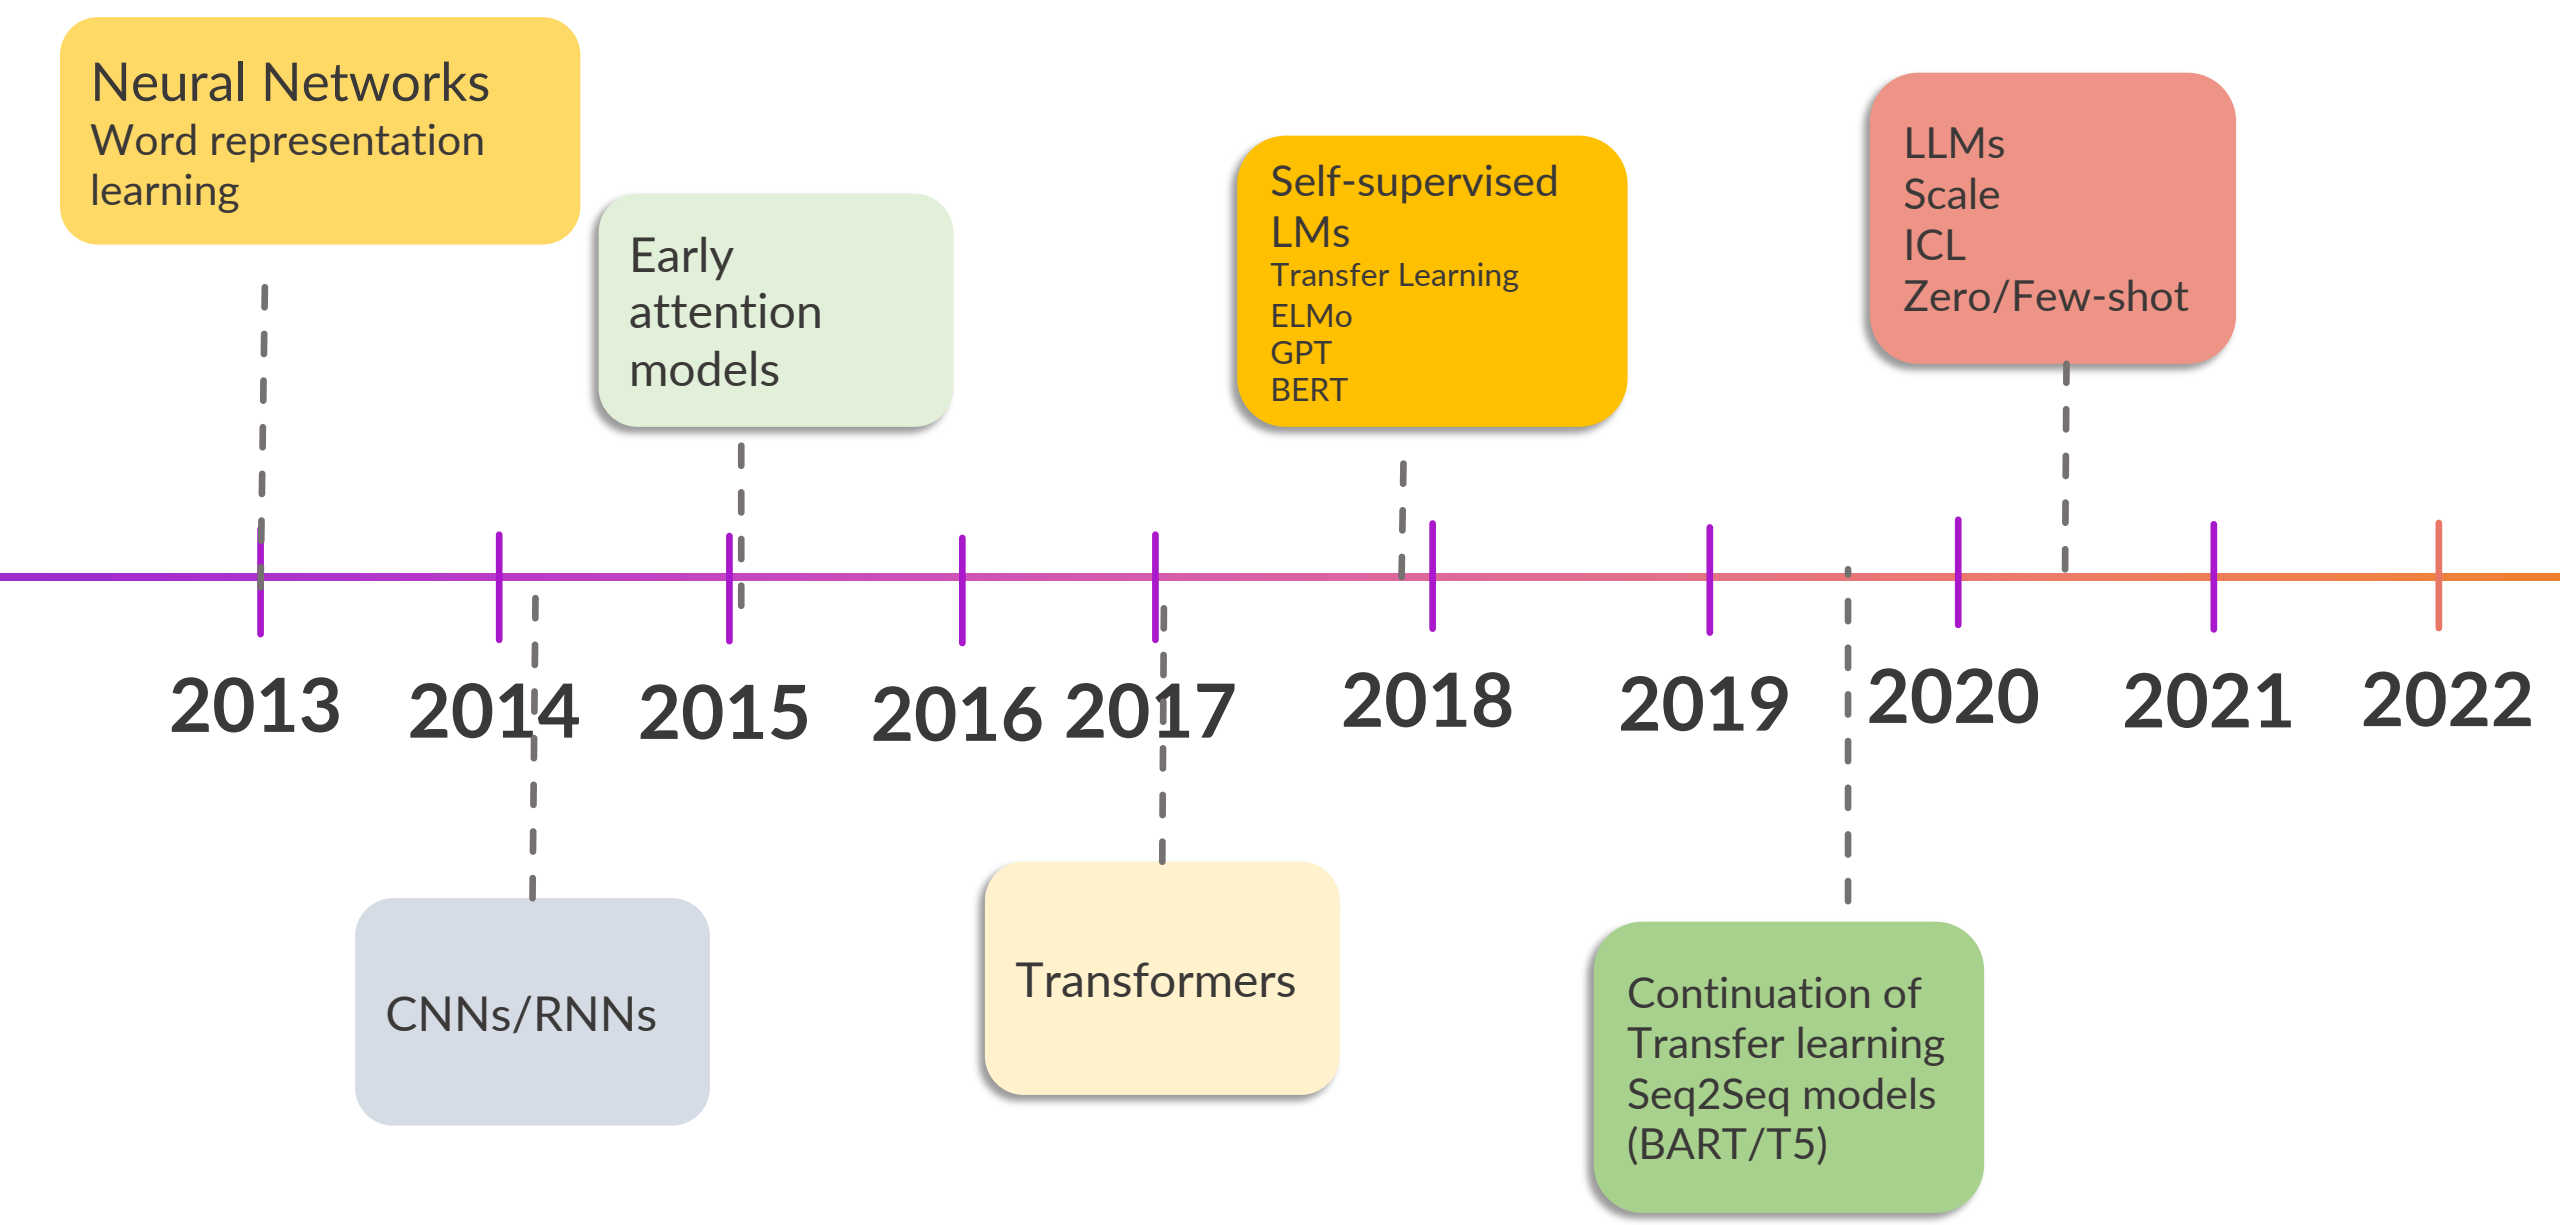 Neural Networks
Word representation
learning
Early
attention
models
Self-supervised
LMs
Transfer Learning
ELMo
GPT
BERT
LLMs
Scale
ICL
Zero/Few-shot
2013 2014 2015 2016 2017 2018 2019 2020 2021 2022
CNNs/RNNs
Transformers
Continuation of
Transfer learning
Seq2Seq models
(BART/T5)